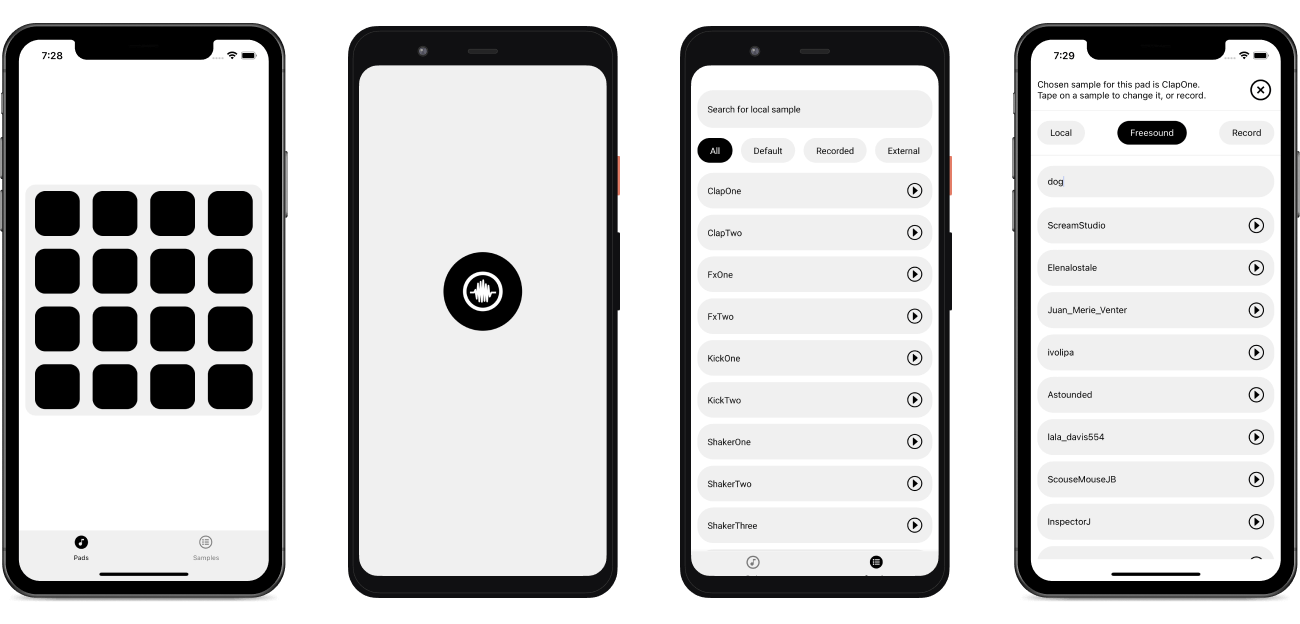 7:28
Pads
Samples
Search for local sample
All
Default
Recorded
External
ClapOne
ClapTwo
FxOne
FxTwo
KickOne
KickTwo
ShakerOne
ShakerTwo
ShakerThree
7:29
Chosen sample for this pad is ClapOne.
Tape on a sample to change it, or record.
Local
Freesound
Record
dog
ScreamStudio
Elenalostale
Juan_Merie_Venter
ivolipa
Astounded
lala_davis554
ScouseMouseJB
InspectorJ